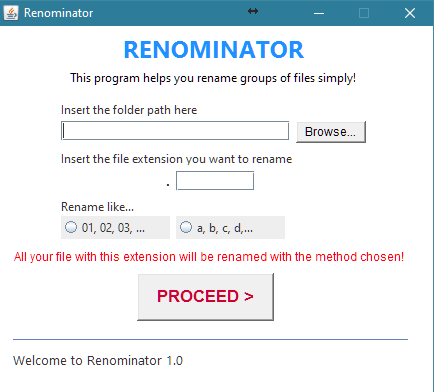 Renominator
RENOMINATOR
This program helps you rename groups of files simply!
Insert the folder path here
Browse...
Insert the file extension you want to rename
.
Rename like...
01, 02, 03, ... a, b, c, d,...
All your file with this extension will be renamed with the method chosen!
PROCEED >
Welcome to Renominator 1.0